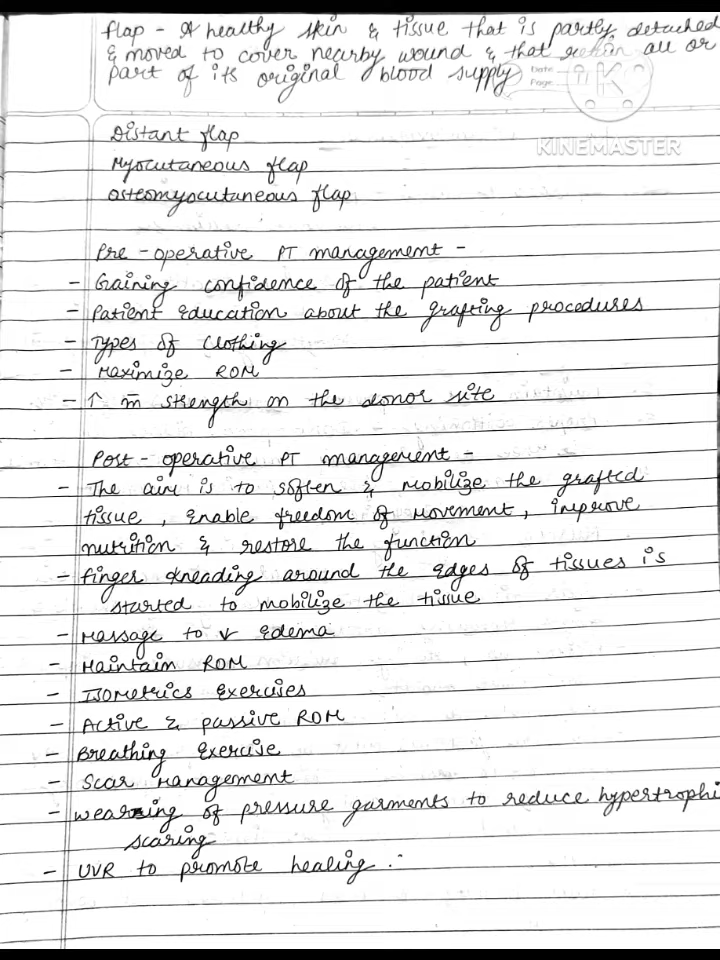 flap - A healthy skin & tissue that is partly detached
& moved to cover nearby wound & that retain all or
part of its original blood supply
Date
Page
KINEMASTER
Distant flap
Myocutaneous flap
Osteomyocutaneous flap
Pre - operative PT management -
- Gaining confidence of the patient
- Patient Education about the grafting procedures
- Types of clothing
- Maximize ROM
- ↑ m̄ strength on the donor site
Post - operative PT management -
- The aim is to soften & mobilize the grafted
tissue, Enable freedom of Movement, improve
nutrition & restore the function
- finger kneading around the Edges of tissues is
started to mobilize the tissue
- Massage to ↓ Edema
- Maintain ROM
- Isometrics Exercises
- Active & passive ROM
- Breathing Exercise
- Scar Management
- wearing of pressure garments to reduce hypertrophi
scaring
- UVR to promote healing.